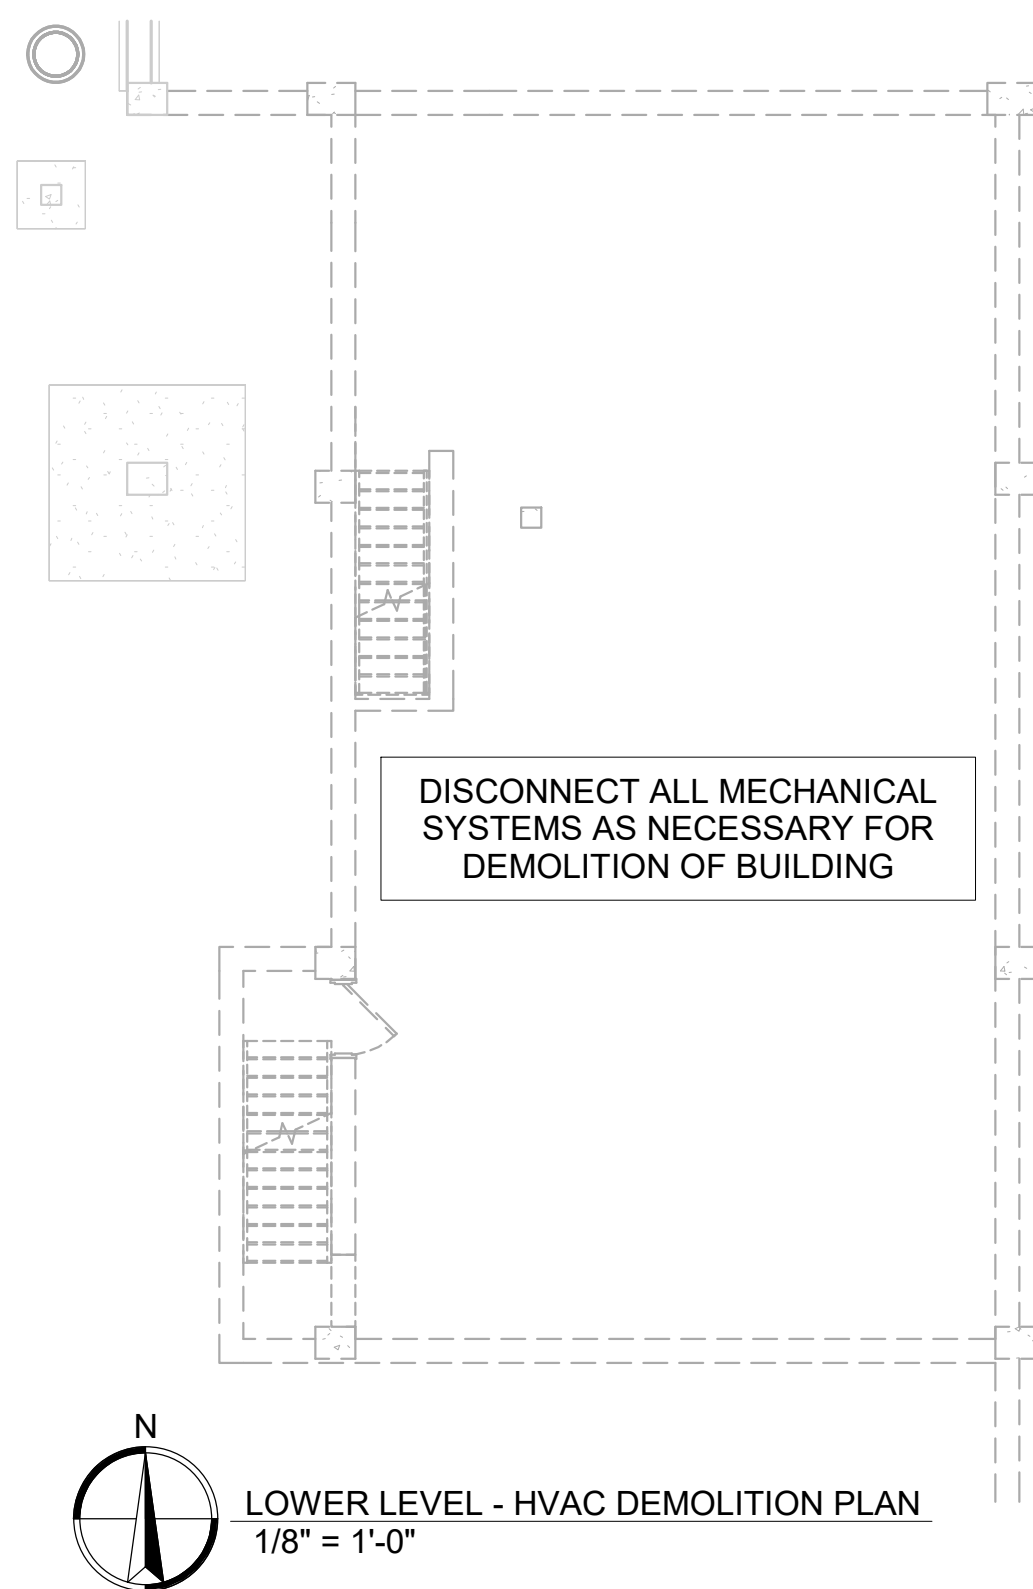 DISCONNECT ALL MECHANICAL
SYSTEMS AS NECESSARY FOR
DEMOLITION OF BUILDING
N
LOWER LEVEL - HVAC DEMOLITION PLAN
1/8" = 1'-0"